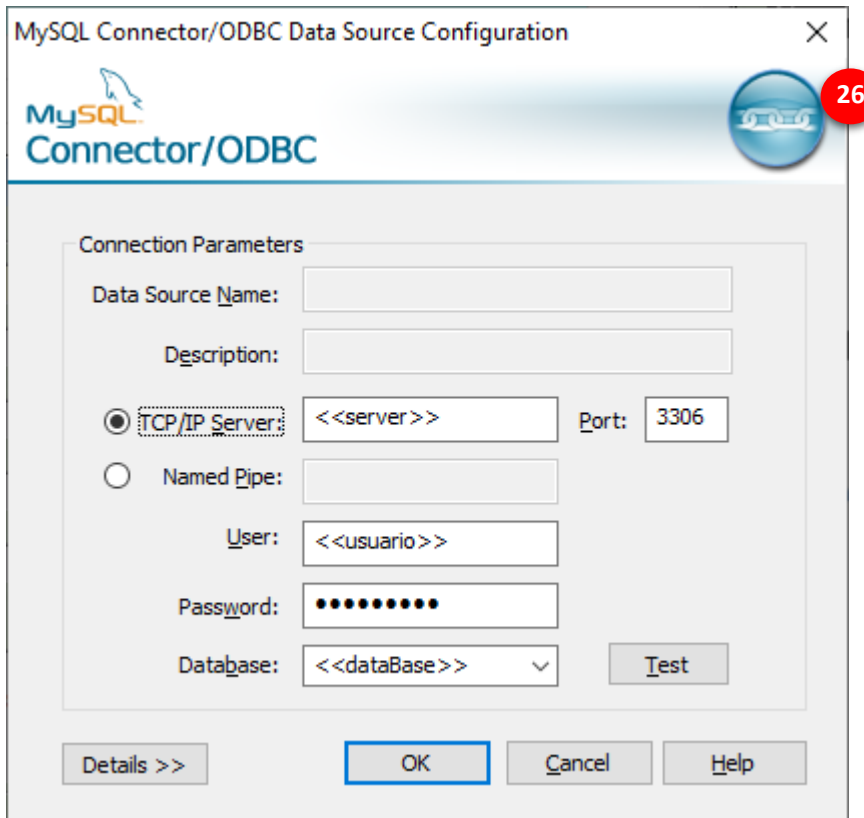 MySQL Connector/ODBC Data Source Configuration
26
MySQL
Connector/ODBC
Connection Parameters
Data Source Name:
Description:
TCP/IP Server: <<server>> Port: 3306
Named Pipe:
User: <<usuario>>
Password: •••••••••
Database: <<dataBase>> Test
Details >> OK Cancel Help